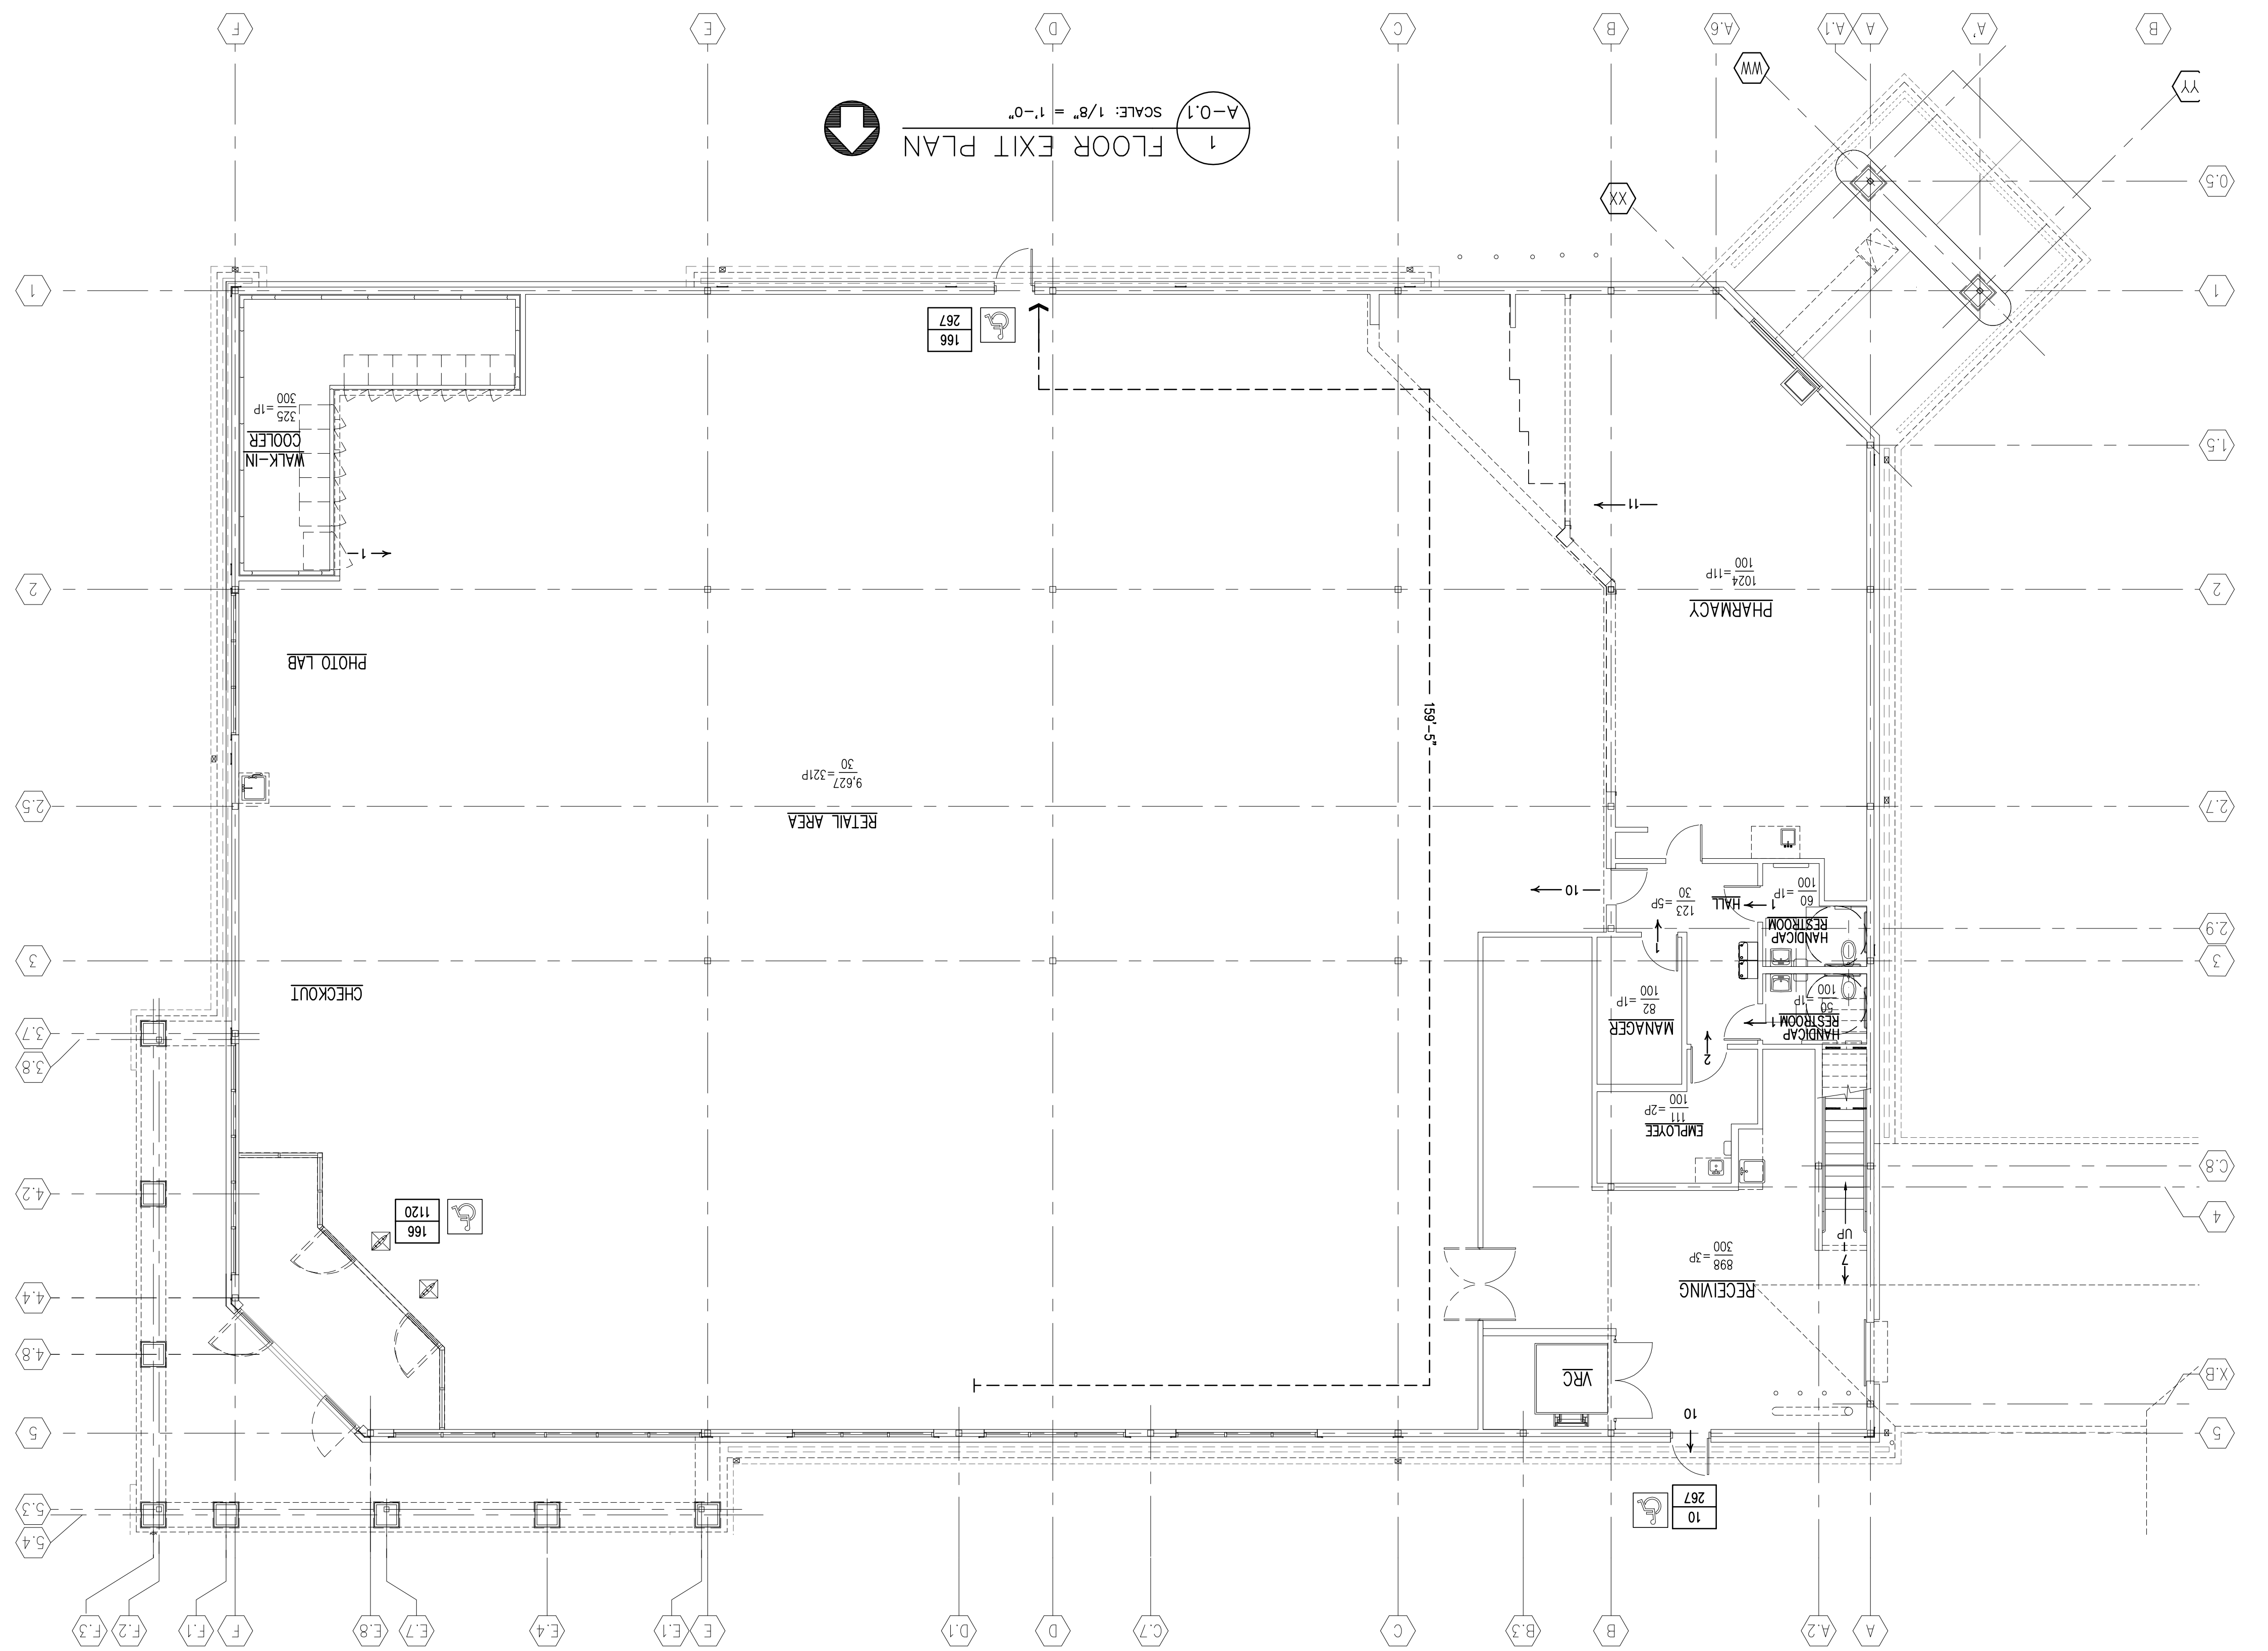 A
A.2
B
B.3
C
C.7
D
D.1
E
E.1
E.4
E.7
E.8
F
F.1
F.2
F.3
5.4
5.3
10
267
5
10
5
X.B
VRC
4.8
RECEIVING
898
300 =3P
7
UP
4.4
4
166
1120
4.2
C.8
EMPLOYEE
111
100 =2P
2
3.8
HANDICAP
RESTROOM
50
100 =1P
1
MANAGER
82
100 =1P
3.7
CHECKOUT
3
3
2.9
HANDICAP
RESTROOM
60
100 =1P
1
HALL
123
30 =5P
1
10
RETAIL AREA
9,627
30 =321P
2.7
2.5
159'-5"
PHOTO LAB
PHARMACY
1024
100 =11P
2
2
1
11
WALK-IN
COOLER
325
300 =1P
1.5
166
267
1
1
XX
0.5
1
A-0.1
FLOOR EXIT PLAN
SCALE: 1/8" = 1'-0"
YY
WW
B
A'
A
A.1
A.6
B
C
D
E
F